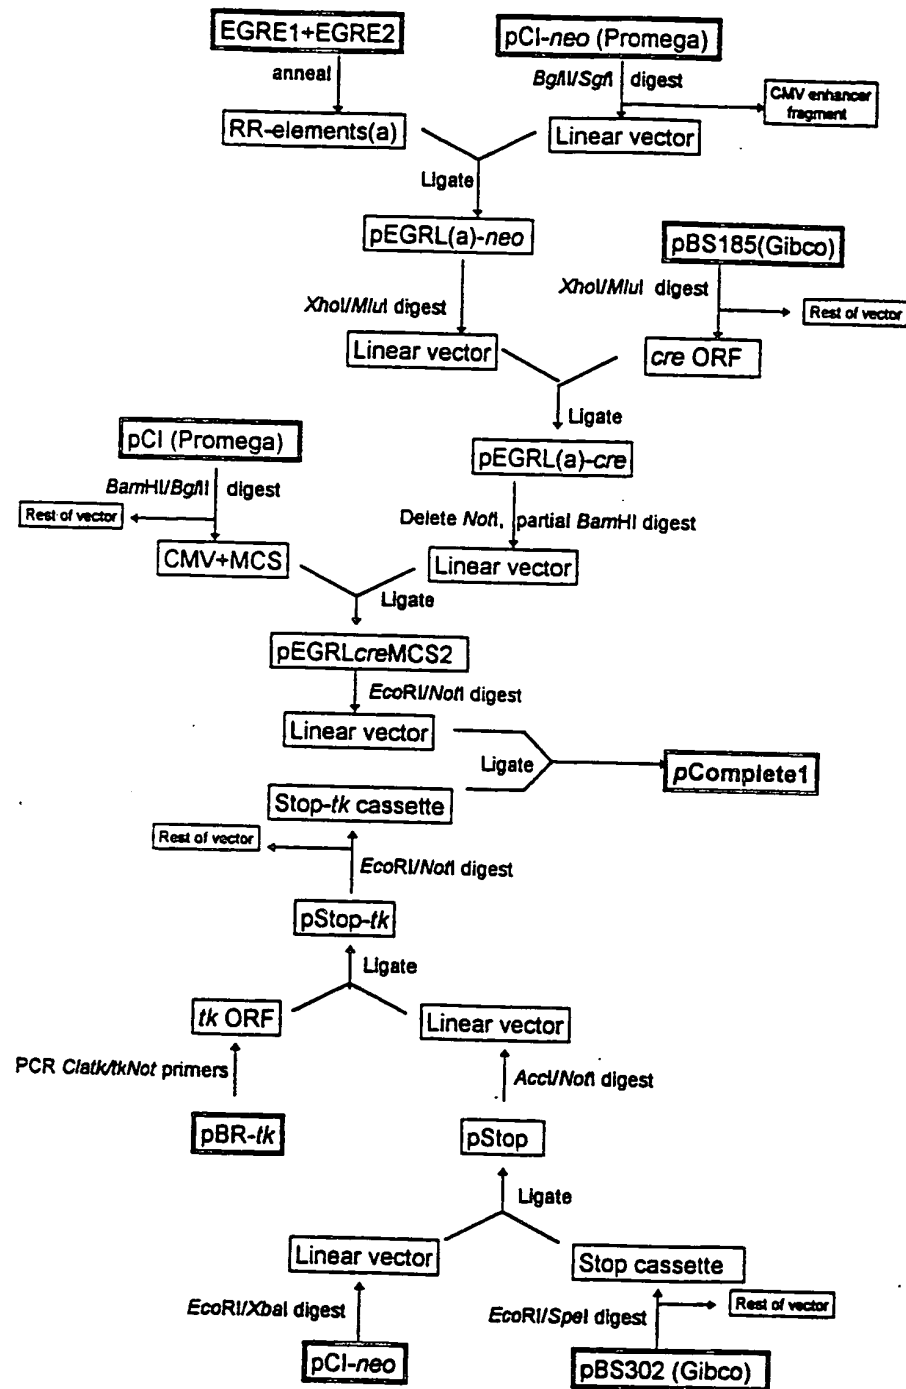 EGRE1+EGRE2
pCI-neo (Promega)
anneal
BglII/SgfI digest
CMV enhancer
fragment
RR-elements(a)
Linear vector
Ligate
pEGRL(a)-neo
pBS185(Gibco)
XhoI/MluI digest
XhoI/MluI digest
Rest of vector
Linear vector
cre ORF
Ligate
pCI (Promega)
pEGRL(a)-cre
BamHI/BglII digest
Rest of vector
Delete NotI, partial BamHI digest
CMV+MCS
Linear vector
Ligate
pEGRLcreMCS2
EcoRI/NotI digest
Linear vector
Ligate
pComplete1
Stop-tk cassette
Rest of vector
EcoRI/NotI digest
pStop-tk
Ligate
tk ORF
Linear vector
PCR Clatk/tkNot primers
AccI/NotI digest
pBR-tk
pStop
Ligate
Linear vector
Stop cassette
EcoRI/XbaI digest
EcoRI/SpeI digest
Rest of vector
pCI-neo
pBS302 (Gibco)